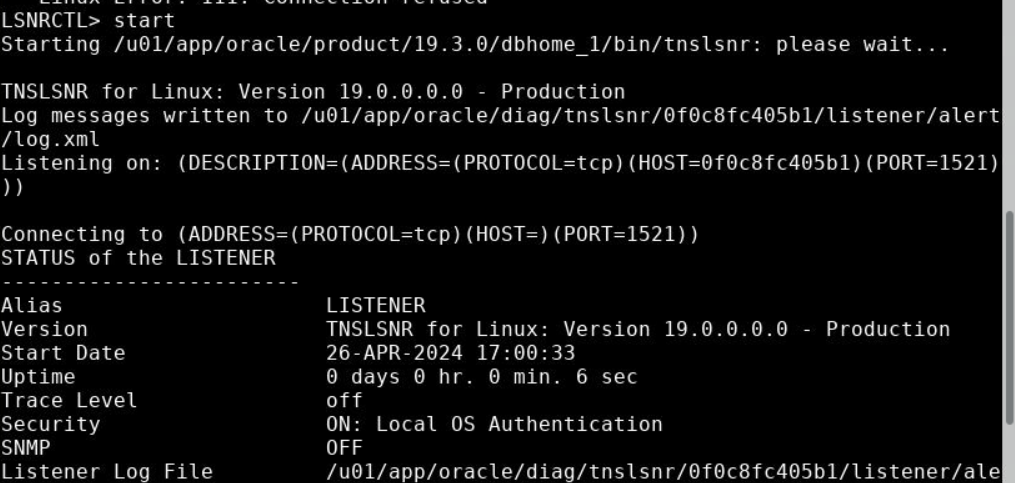 Linux Error: 111: Connection refused
LSNRCTL> start
Starting /u01/app/oracle/product/19.3.0/dbhome_1/bin/tnslsnr: please wait...
TNSLSNR for Linux: Version 19.0.0.0.0 - Production
Log messages written to /u01/app/oracle/diag/tnslsnr/0f0c8fc405b1/listener/alert
/log.xml
Listening on: (DESCRIPTION=(ADDRESS=(PROTOCOL=tcp)(HOST=0f0c8fc405b1)(PORT=1521)
))
Connecting to (ADDRESS=(PROTOCOL=tcp)(HOST=)(PORT=1521))
STATUS of the LISTENER
------------------------
Alias                     LISTENER
Version                   TNSLSNR for Linux: Version 19.0.0.0.0 - Production
Start Date                26-APR-2024 17:00:33
Uptime                    0 days 0 hr. 0 min. 6 sec
Trace Level               off
Security                  ON: Local OS Authentication
SNMP                      OFF
Listener Log File         /u01/app/oracle/diag/tnslsnr/0f0c8fc405b1/listener/ale